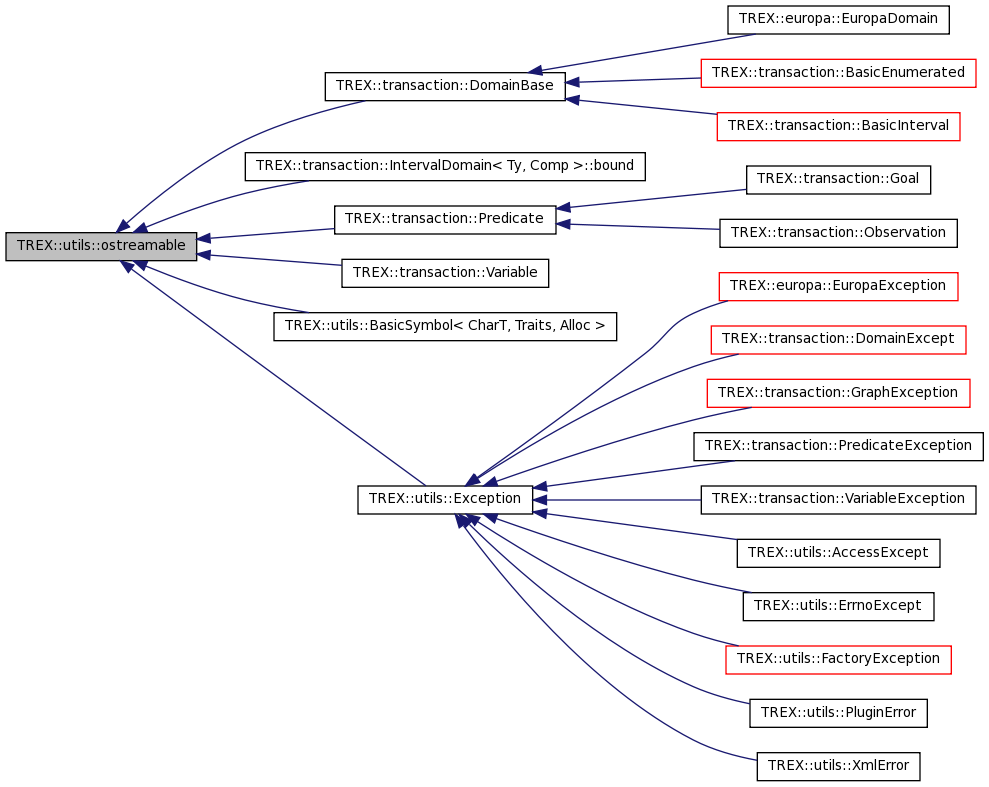 TREX::europa::EuropaDomain
TREX::transaction::BasicEnumerated
TREX::transaction::DomainBase
TREX::transaction::BasicInterval
TREX::transaction::IntervalDomain< Ty, Comp >::bound
TREX::transaction::Goal
TREX::transaction::Predicate
TREX::transaction::Observation
TREX::utils::ostreamable
TREX::transaction::Variable
TREX::europa::EuropaException
TREX::utils::BasicSymbol< CharT, Traits, Alloc >
TREX::transaction::DomainExcept
TREX::transaction::GraphException
TREX::transaction::PredicateException
TREX::utils::Exception
TREX::transaction::VariableException
TREX::utils::AccessExcept
TREX::utils::ErrnoExcept
TREX::utils::FactoryException
TREX::utils::PluginError
TREX::utils::XmlError